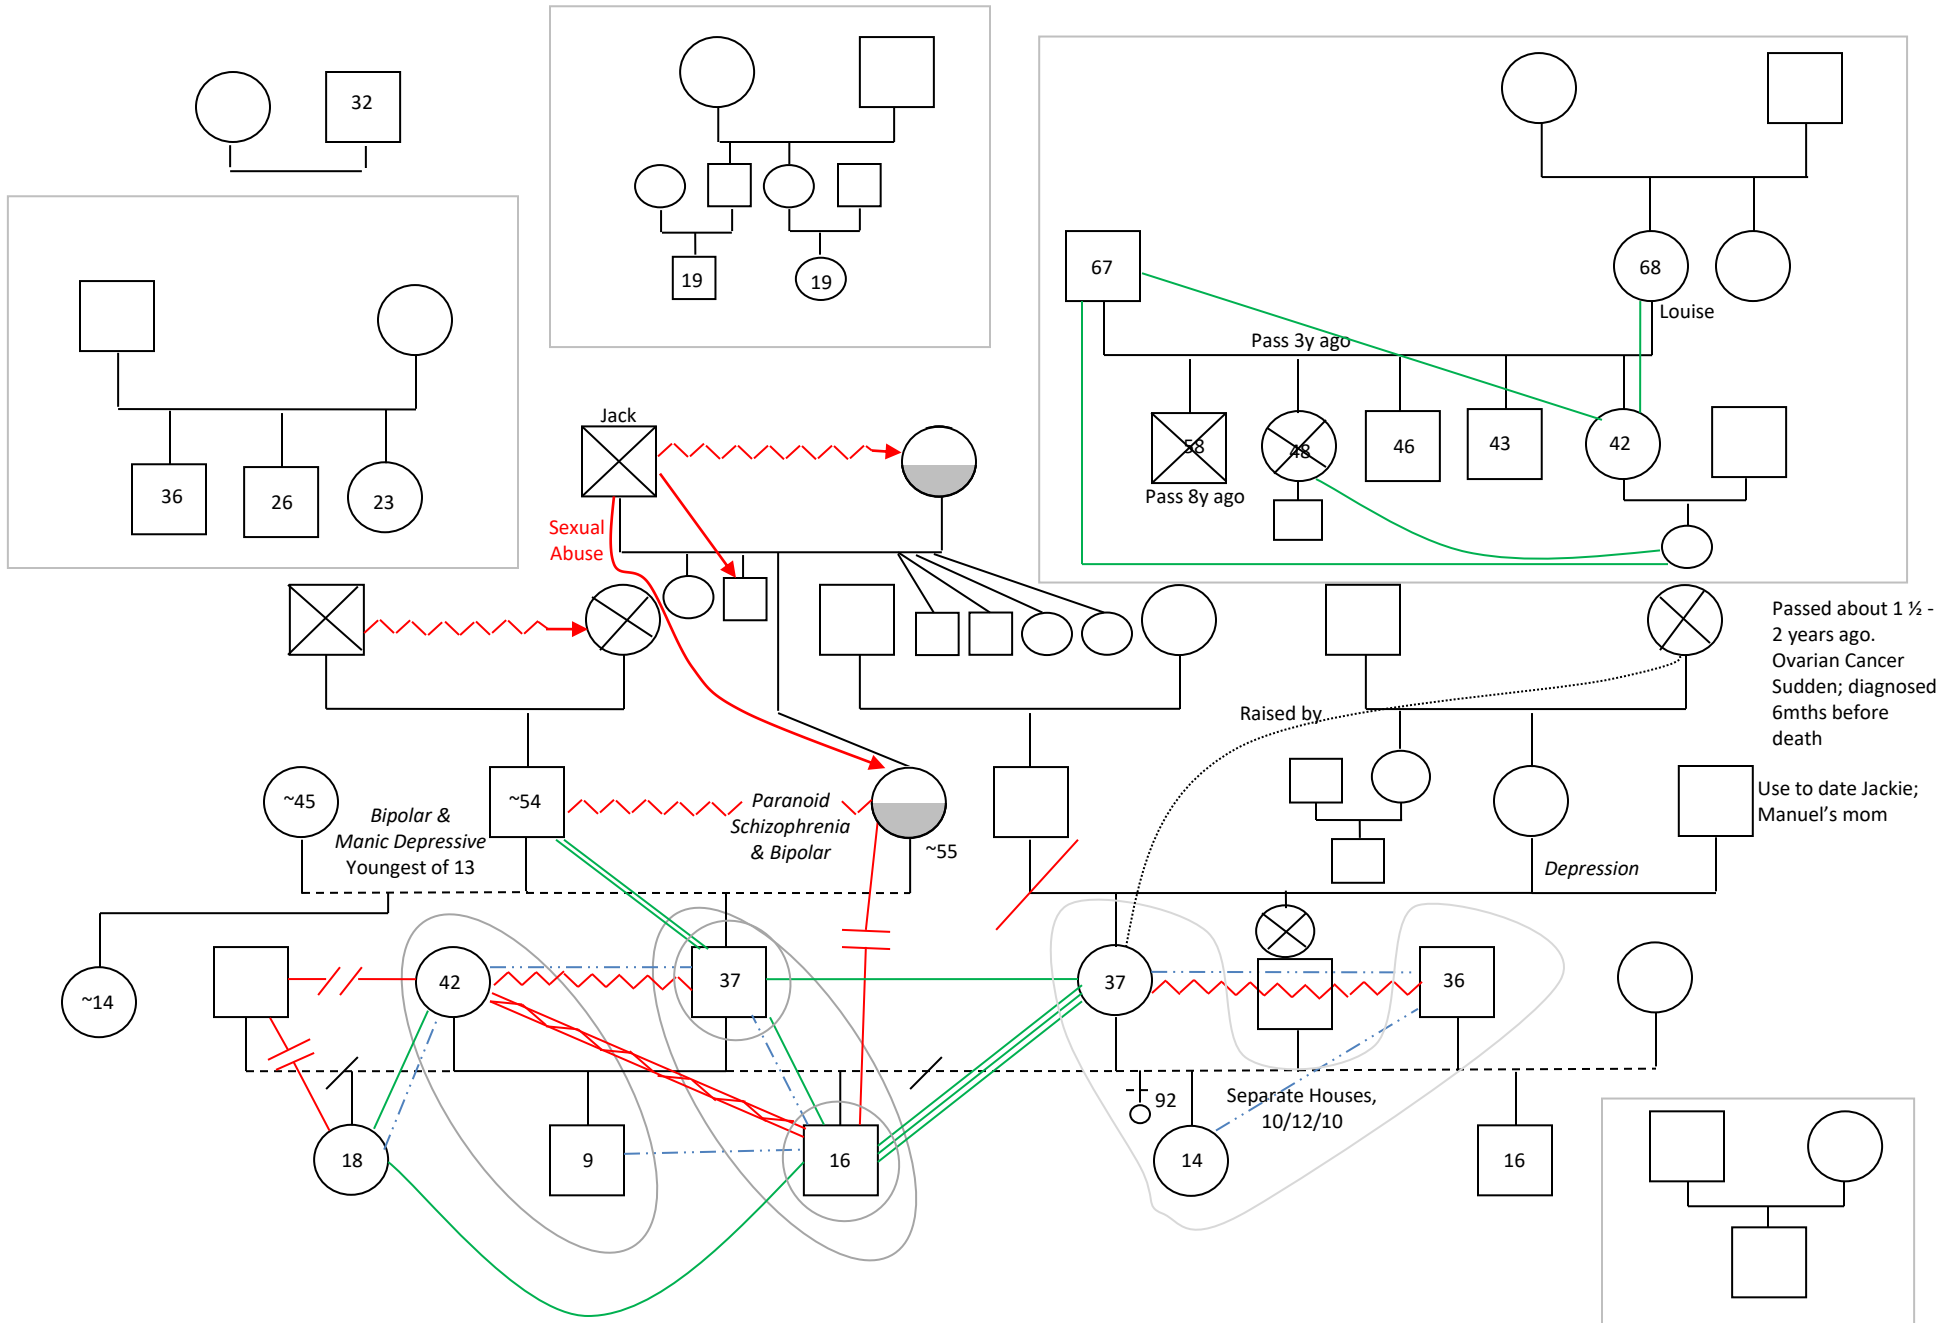 32
19
19
67
68
Louise
Pass 3y ago
58
48
46
43
42
Pass 8y ago
36
26
23
Jack
Sexual
Abuse
Passed about 1 ½ -
2 years ago.
Ovarian Cancer
Sudden; diagnosed
6mths before
death
Raised by
~45
Bipolar &
Manic Depressive
Youngest of 13
~54
Paranoid
Schizophrenia
& Bipolar
~55
Use to date Jackie;
Manuel’s mom
Depression
~14
42
37
37
36
92
Separate Houses,
10/12/10
18
9
16
14
16